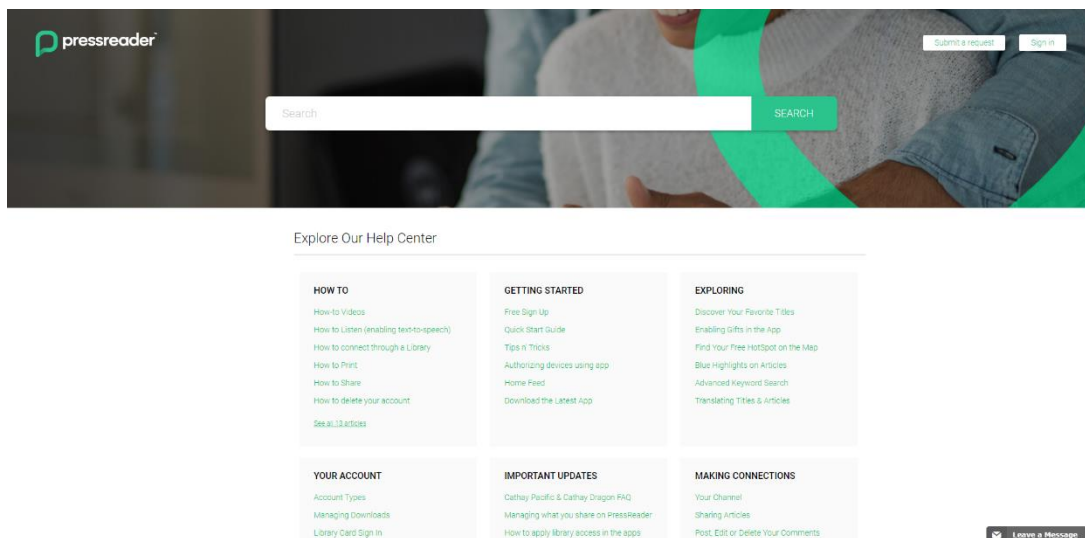 pressreader
Submit a request
Sign in
Search
SEARCH
Explore Our Help Center
HOW TO
How-to Videos
How to Listen (enabling text-to-speech)
How to connect through a Library
How to Print
How to Share
How to delete your account
See all 13 articles
GETTING STARTED
Free Sign Up
Quick Start Guide
Tips n' Tricks
Authorizing devices using app
Home Feed
Download the Latest App
EXPLORING
Discover Your Favorite Titles
Enabling Gifts in the App
Find Your Free HotSpot on the Map
Blue Highlights on Articles
Advanced Keyword Search
Translating Titles & Articles
YOUR ACCOUNT
Account Types
Managing Downloads
Library Card Sign In
IMPORTANT UPDATES
Cathay Pacific & Cathay Dragon FAQ
Managing what you share on PressReader
How to apply library access in the apps
MAKING CONNECTIONS
Your Channel
Sharing Articles
Post, Edit or Delete Your Comments
Leave a Message